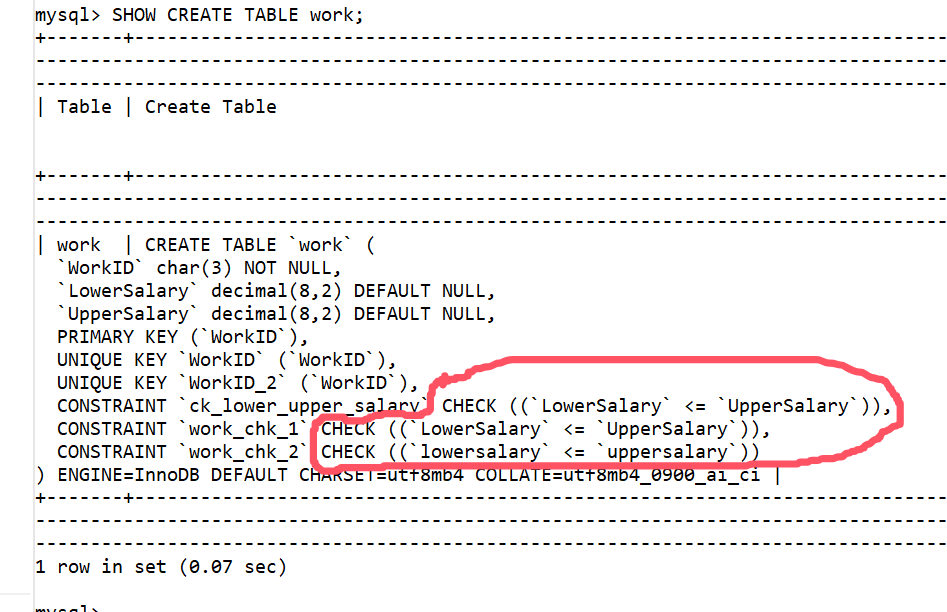 mysql> SHOW CREATE TABLE work;
+-------+--------------------------------------------------------------------------
-----------------------------------------------------------------------------------
-----------------------------------------------------------------------------------
| Table | Create Table
+-------+--------------------------------------------------------------------------
-----------------------------------------------------------------------------------
-----------------------------------------------------------------------------------
| work  | CREATE TABLE `work` (
  `WorkID` char(3) NOT NULL,
  `LowerSalary` decimal(8,2) DEFAULT NULL,
  `UpperSalary` decimal(8,2) DEFAULT NULL,
  PRIMARY KEY (`WorkID`),
  UNIQUE KEY `WorkID` (`WorkID`),
  UNIQUE KEY `WorkID_2` (`WorkID`),
  CONSTRAINT `ck_lower_upper_salary` CHECK ((`LowerSalary` <= `UpperSalary`)),
  CONSTRAINT `work_chk_1` CHECK ((`LowerSalary` <= `UpperSalary`)),
  CONSTRAINT `work_chk_2` CHECK ((`lowersalary` <= `uppersalary`))
) ENGINE=InnoDB DEFAULT CHARSET=utf8mb4 COLLATE=utf8mb4_0900_ai_ci |
+-------+--------------------------------------------------------------------------
-----------------------------------------------------------------------------------
-----------------------------------------------------------------------------------
1 row in set (0.07 sec)
mysql>